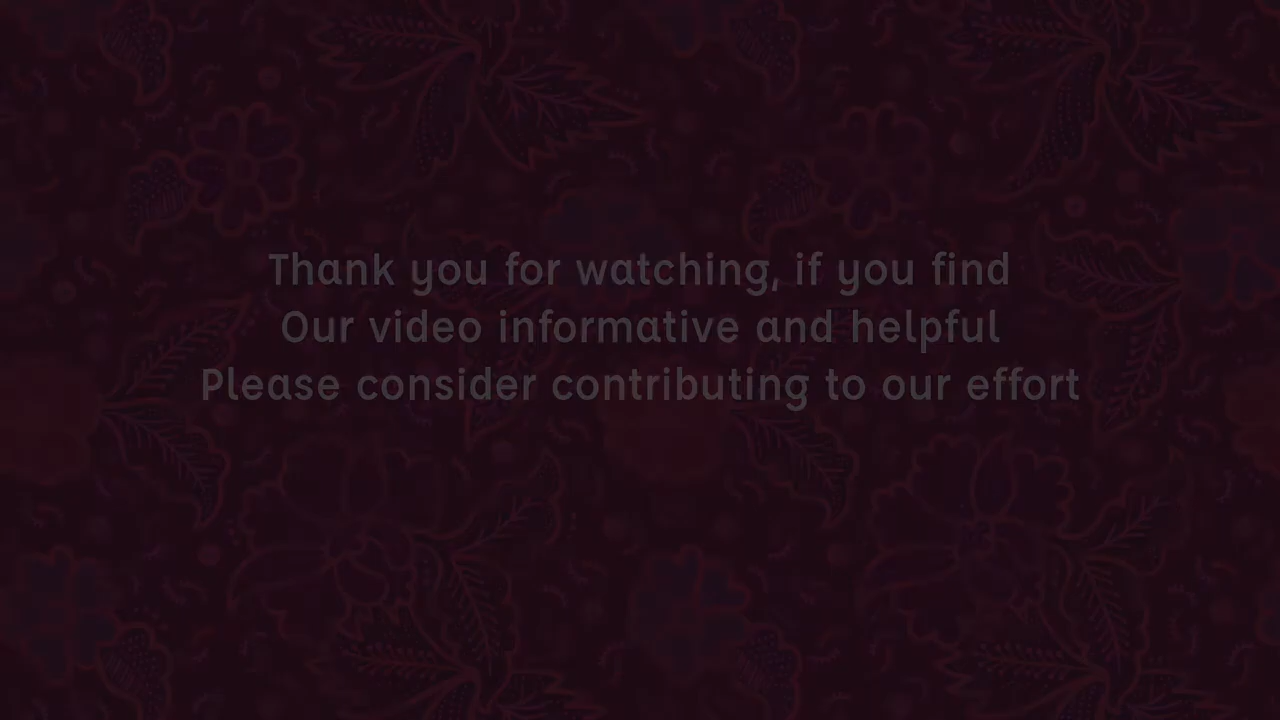 Thank you for watching, if you find
Our video informative and helpful
Please consider contributing to our effort